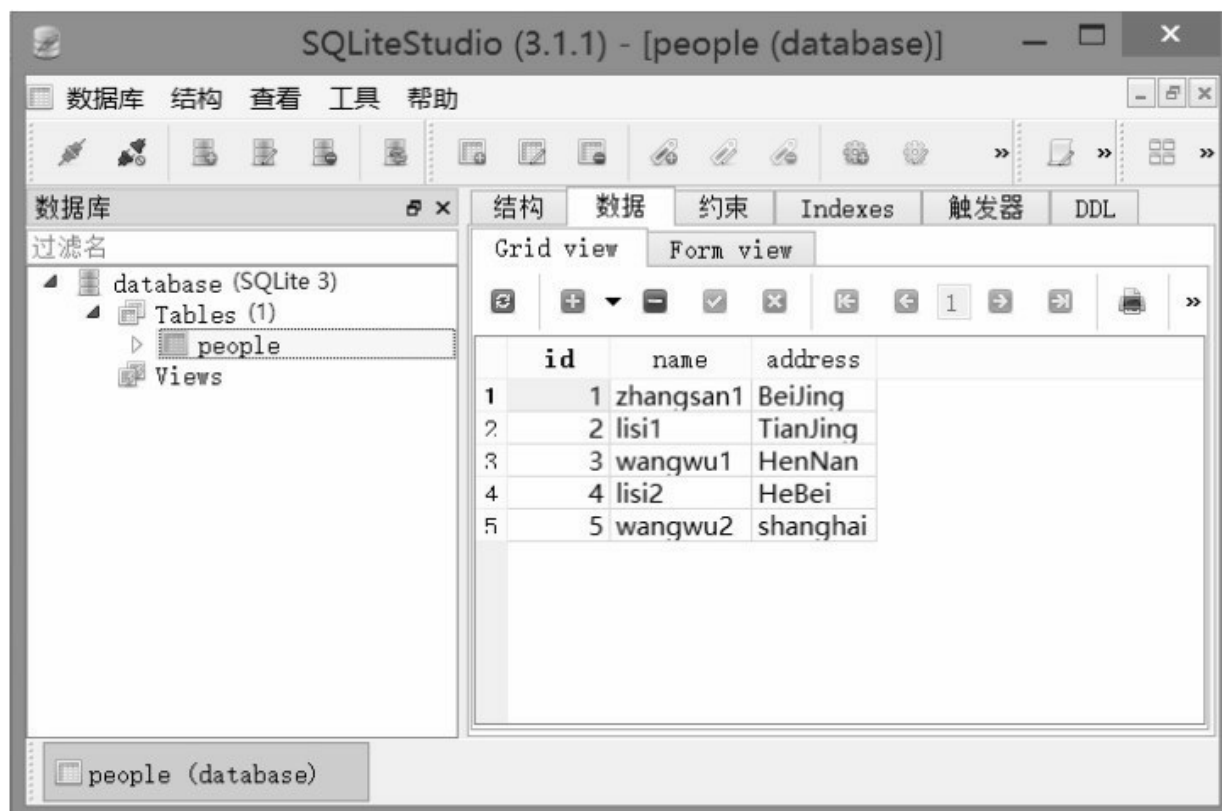 SQLiteStudio (3.1.1) - [people (database)]
数据库 结构 查看 工具 帮助
数据库
过滤名
database (SQLite 3)
Tables (1)
people
Views
结构 数据 约束 Indexes 触发器 DDL
Grid view Form view
1
id name address
1 1 zhangsan1 BeiJing
2 2 lisi1 TianJing
3 3 wangwu1 HenNan
4 4 lisi2 HeBei
5 5 wangwu2 shanghai
people (database)